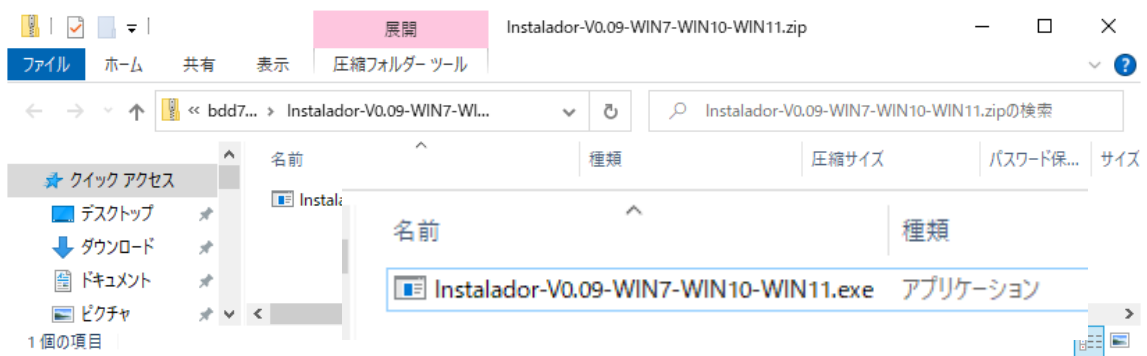 展開
Instalador-V0.09-WIN7-WIN10-WIN11.zip
ファイル ホーム 共有 表示 圧縮フォルダー ツール
« bdd7... › Instalador-V0.09-WIN7-WI...
Instalador-V0.09-WIN7-WIN10-WIN11.zipの検索
名前 種類 圧縮サイズ パスワード保... サイズ
クイック アクセス
デスクトップ
ダウンロード
ドキュメント
ピクチャ
Instala
名前 種類
Instalador-V0.09-WIN7-WIN10-WIN11.exe アプリケーション
1 個の項目